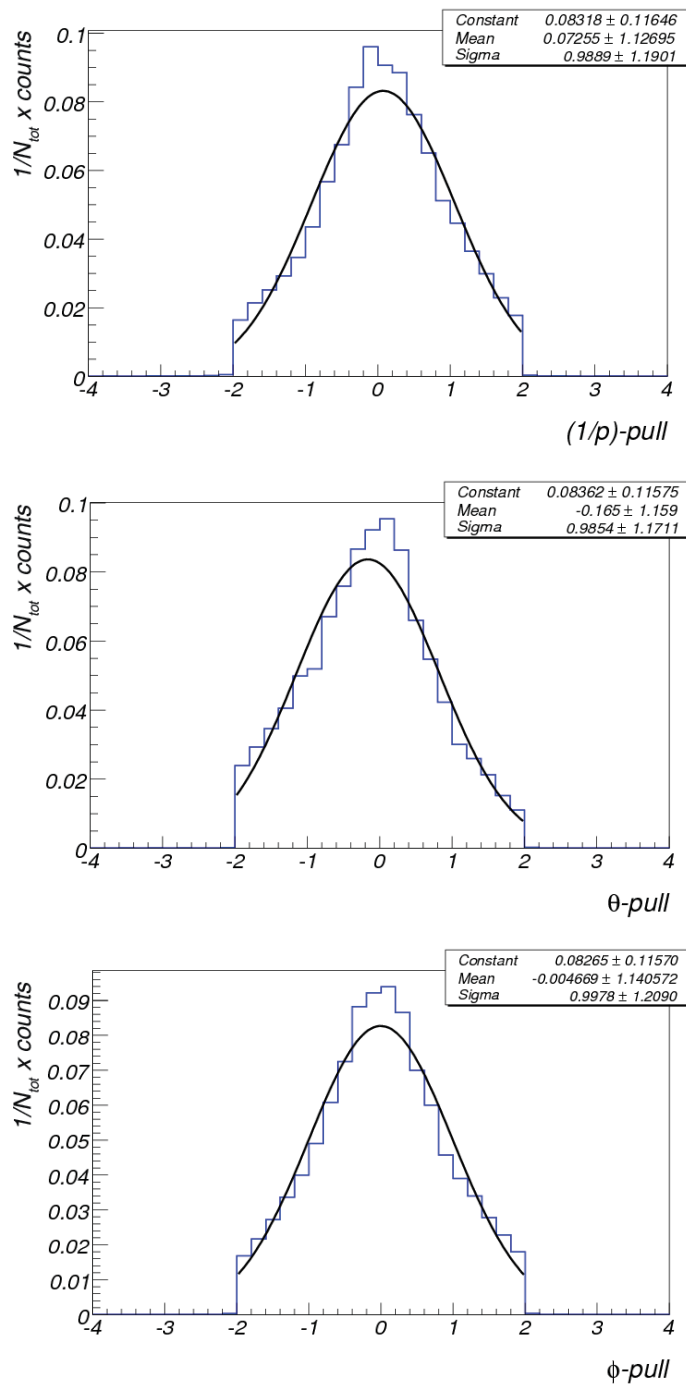 Constant 0.08318 ± 0.11646
Mean 0.07255 ± 1.12695
Sigma 0.9889 ± 1.1901
1/N_tot x counts
0.1
0.08
0.06
0.04
0.02
0
-4 -3 -2 -1 0 1 2 3 4
(1/p)-pull
Constant 0.08362 ± 0.11575
Mean -0.165 ± 1.159
Sigma 0.9854 ± 1.1711
1/N_tot x counts
0.1
0.08
0.06
0.04
0.02
0
-4 -3 -2 -1 0 1 2 3 4
θ-pull
Constant 0.08265 ± 0.11570
Mean -0.004669 ± 1.140572
Sigma 0.9978 ± 1.2090
1/N_tot x counts
0.09
0.08
0.07
0.06
0.05
0.04
0.03
0.02
0.01
0
-4 -3 -2 -1 0 1 2 3 4
ϕ-pull